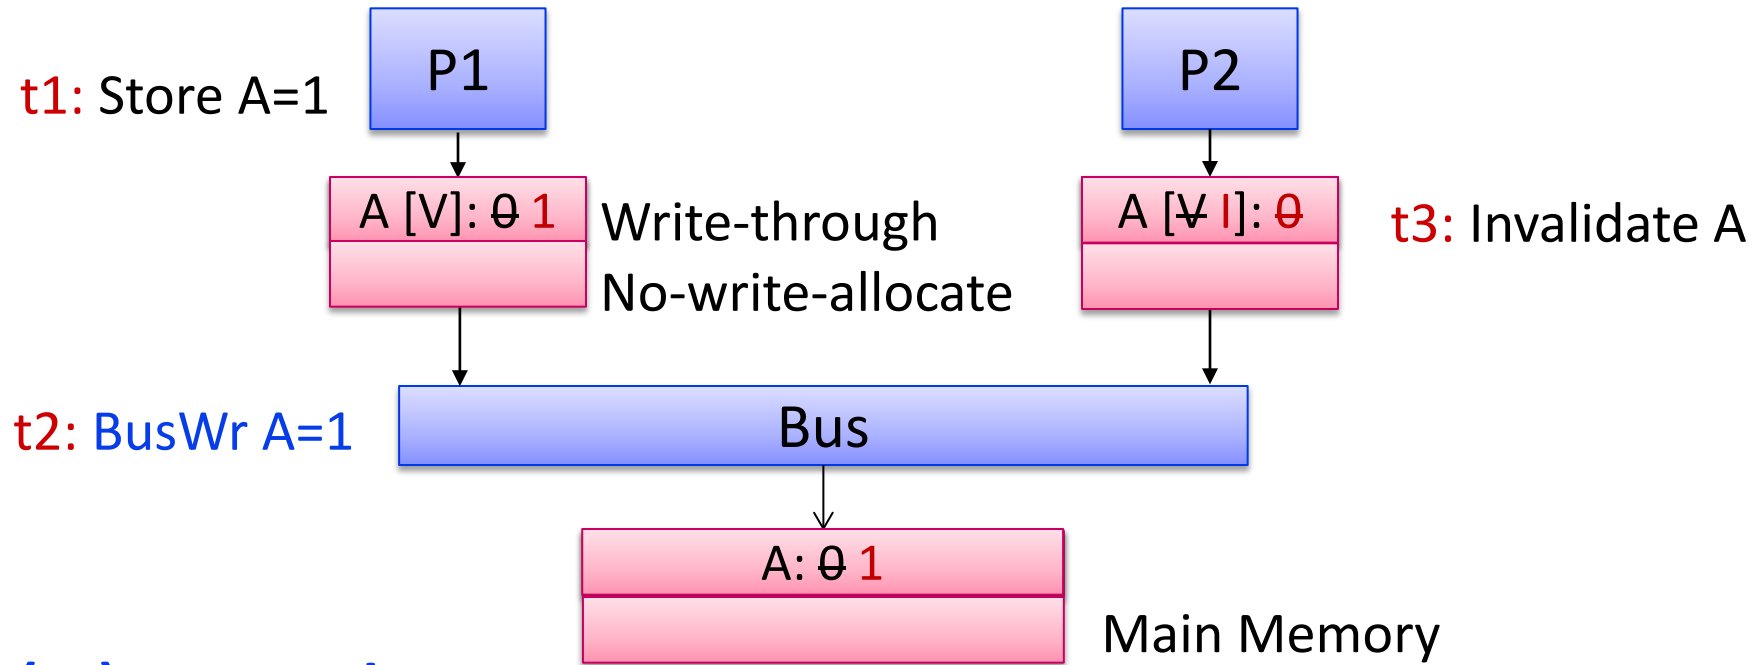 P1
P2
t1: Store A=1
A [V]: 0 1
Write-through
No-write-allocate
A [V I]: 0
t3: Invalidate A
t2: BusWr A=1
Bus
A: 0 1
Main Memory